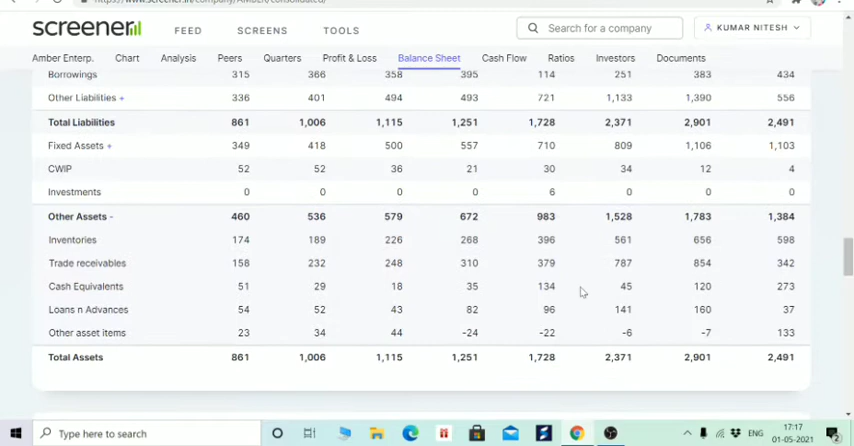 https://www.screener.in/company/AMBER/consolidated/
screener
FEED
SCREENS
TOOLS
Search for a company
KUMAR NITESH
Amber Enterp. Chart Analysis Peers Quarters Profit & Loss Balance Sheet Cash Flow Ratios Investors Documents
Borrowings 315 366 358 395 114 251 383 434
Other Liabilities + 336 401 494 493 721 1,133 1,390 556
Total Liabilities 861 1,006 1,115 1,251 1,728 2,371 2,901 2,491
Fixed Assets + 349 418 500 557 710 809 1,106 1,103
CWIP 52 52 36 21 30 34 12 4
Investments 0 0 0 0 6 0 0 0
Other Assets - 460 536 579 672 983 1,528 1,783 1,384
Inventories 174 189 226 268 396 561 656 598
Trade receivables 158 232 248 310 379 787 854 342
Cash Equivalents 51 29 18 35 134 45 120 273
Loans n Advances 54 52 43 82 96 141 160 37
Other asset items 23 34 44 -24 -22 -6 -7 133
Total Assets 861 1,006 1,115 1,251 1,728 2,371 2,901 2,491
Type here to search
ENG
17:17
01-05-2021
2